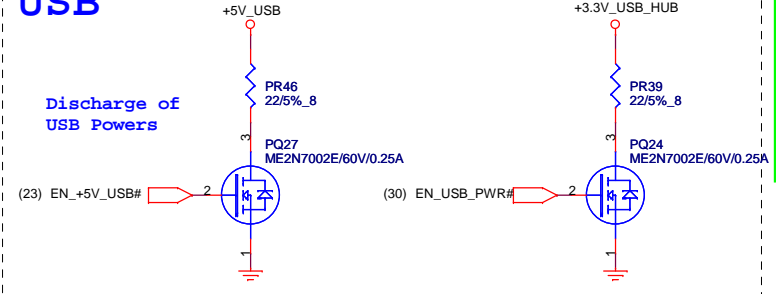 USB
+5V_USB
+3.3V_USB_HUB
Discharge of
USB Powers
PR46
22/5%_8
PR39
22/5%_8
3
PQ27
ME2N7002E/60V/0.25A
3
PQ24
ME2N7002E/60V/0.25A
(23) EN_+5V_USB#
2
(30) EN_USB_PWR#
2
1
1